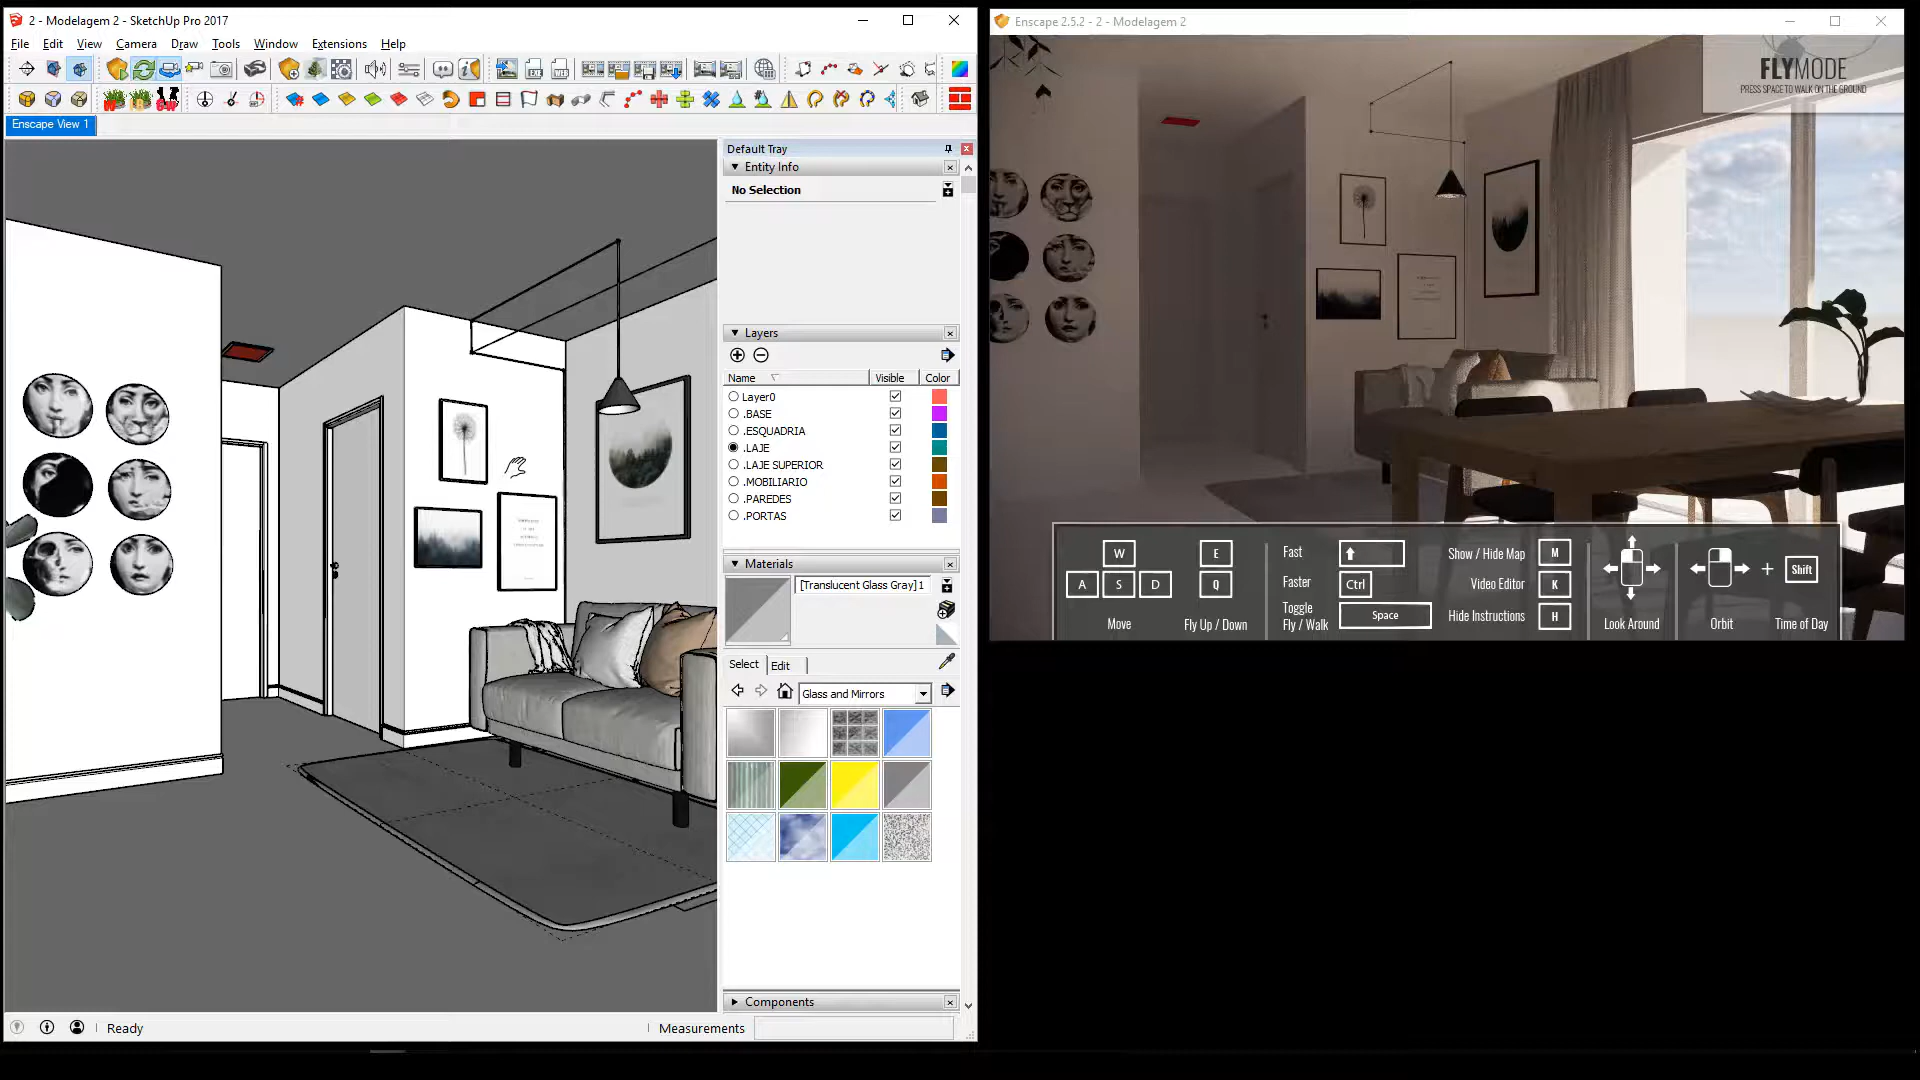 2 - Modelagem 2 - SketchUp Pro 2017
File Edit View Camera Draw Tools Window Extensions Help
Enscape View 1
Default Tray
Entity Info
No Selection
Layers
Name Visible Color
Layer0
.BASE
.ESQUADRIA
.LAJE
.LAJE SUPERIOR
.MOBILIARIO
.PAREDES
.PORTAS
Materials
[Translucent Glass Gray]1
Select Edit
Glass and Mirrors
Components
Ready
Measurements
Enscape 2.5.2 - 2 - Modelagem 2
FLYMODE
PRESS SPACE TO WALK ON THE GROUND
W
A S D
Move
E
Q
Fly Up / Down
Fast
Faster Ctrl
Toggle
Fly / Walk
Space
Show / Hide Map M
Video Editor K
Hide Instructions H
Look Around
Orbit
+ Shift
Time of Day